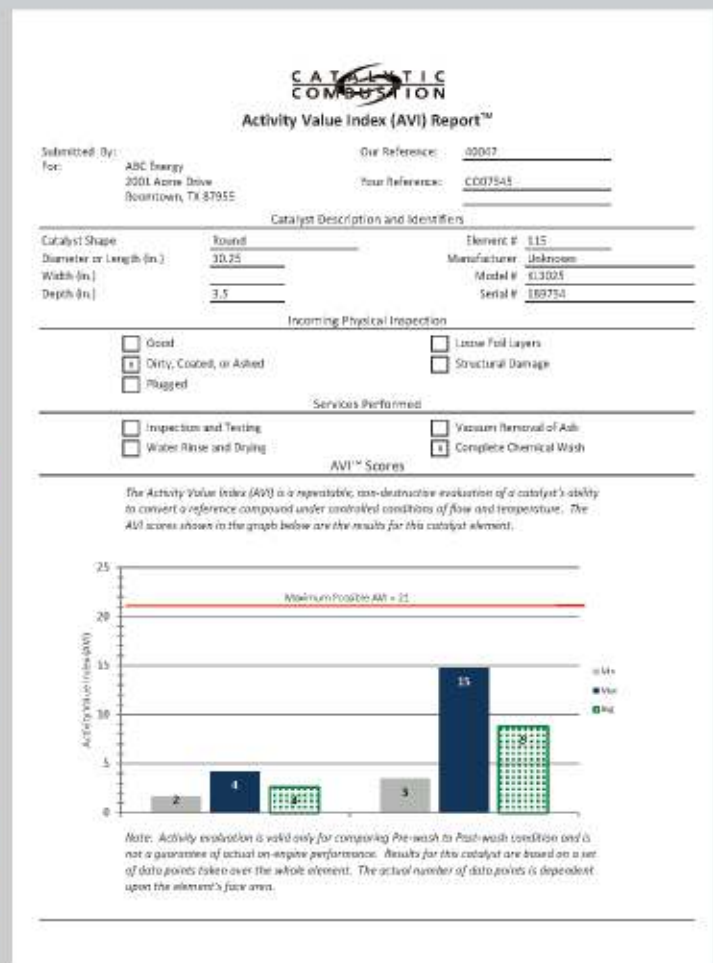 CATALYTIC
COMBUSTION
Activity Value Index (AVI) Report™
Submitted By:
Our Reference: 40047
For: ABC Energy
2001 Acme Drive
Your Reference: CO07545
Boomtown, TX 87955
Catalyst Description and Identifiers
Catalyst Shape Round Element # 115
Diameter or Length (in.) 30.25 Manufacturer Unknown
Width (in.) Model #
Depth (in.) 3.5 Serial # 189754
Incoming Physical Inspection
Good Loose Foil Layers
x Dirty, Coated, or Ashed Structural Damage
Plugged
Services Performed
Inspection and Testing Vacuum Removal of Ash
Water Rinse and Drying x Complete Chemical Wash
AVI™ Scores
The Activity Value Index (AVI) is a repeatable, non-destructive evaluation of a catalyst's ability
to convert a reference compound under controlled conditions of flow and temperature. The
AVI scores shown in the graph below are the results for this catalyst element.
25
Maximum Possible AVI = 21
20
15
10
5
0
Activity Value Index (AVI)
2
4
3
15
Min
Max
Avg
Note: Activity evaluation is valid only for comparing Pre-wash to Post-wash condition and is
not a guarantee of actual on-engine performance. Results for this catalyst are based on a set
of data points taken over the whole element. The actual number of data points is dependent
upon the element's face area.